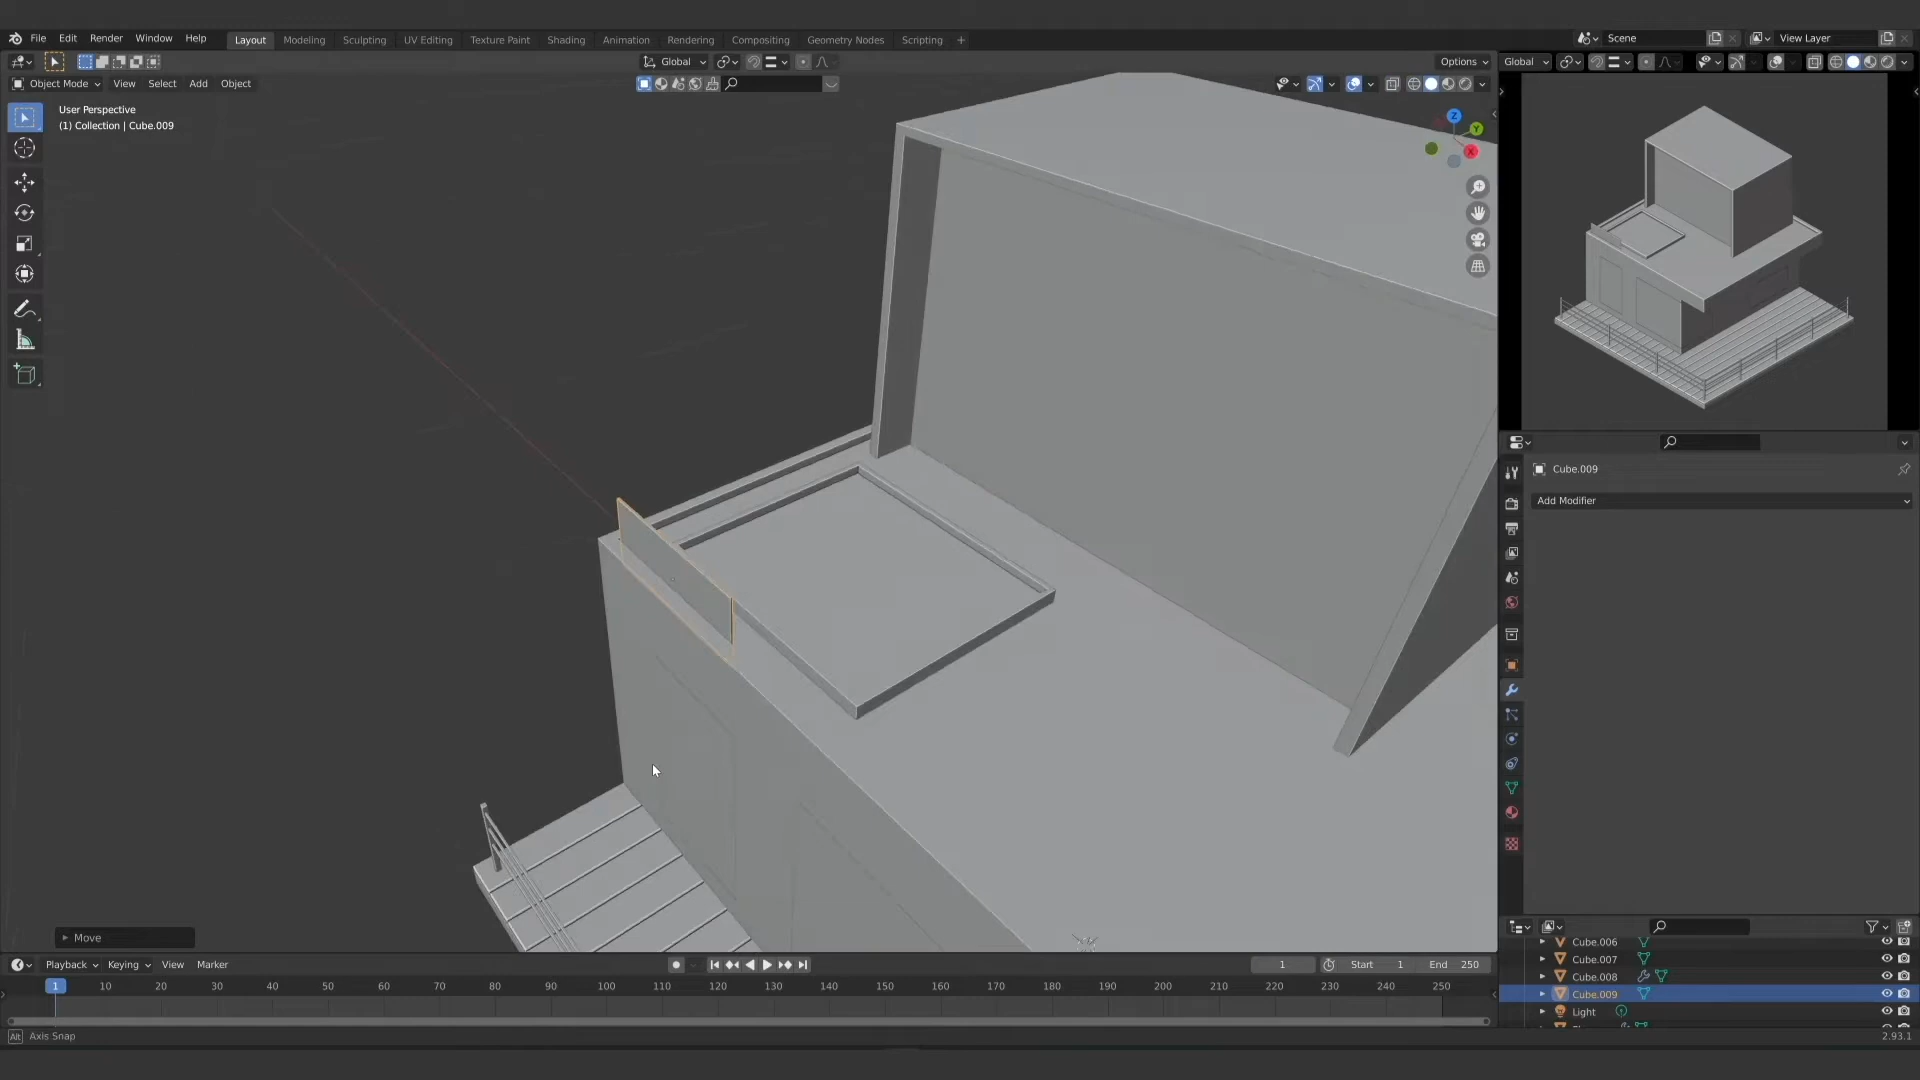 File Edit Render Window Help Layout Modeling Sculpting UV Editing Texture Paint Shading Animation Rendering Compositing Geometry Nodes Scripting + Scene View Layer
Global Options Global
Object Mode View Select Add Object
User Perspective
(1) Collection | Cube.009
Z
Y
X
Cube.009
Add Modifier
Move
Cube.006
Cube.007
Cube.008
Cube.009
Light
Playback Keying View Marker 1 Start 1 End 250
1 10 20 30 40 50 60 70 80 90 100 110 120 130 140 150 160 170 180 190 200 210 220 230 240 250
Alt Axis Snap 2.93.1